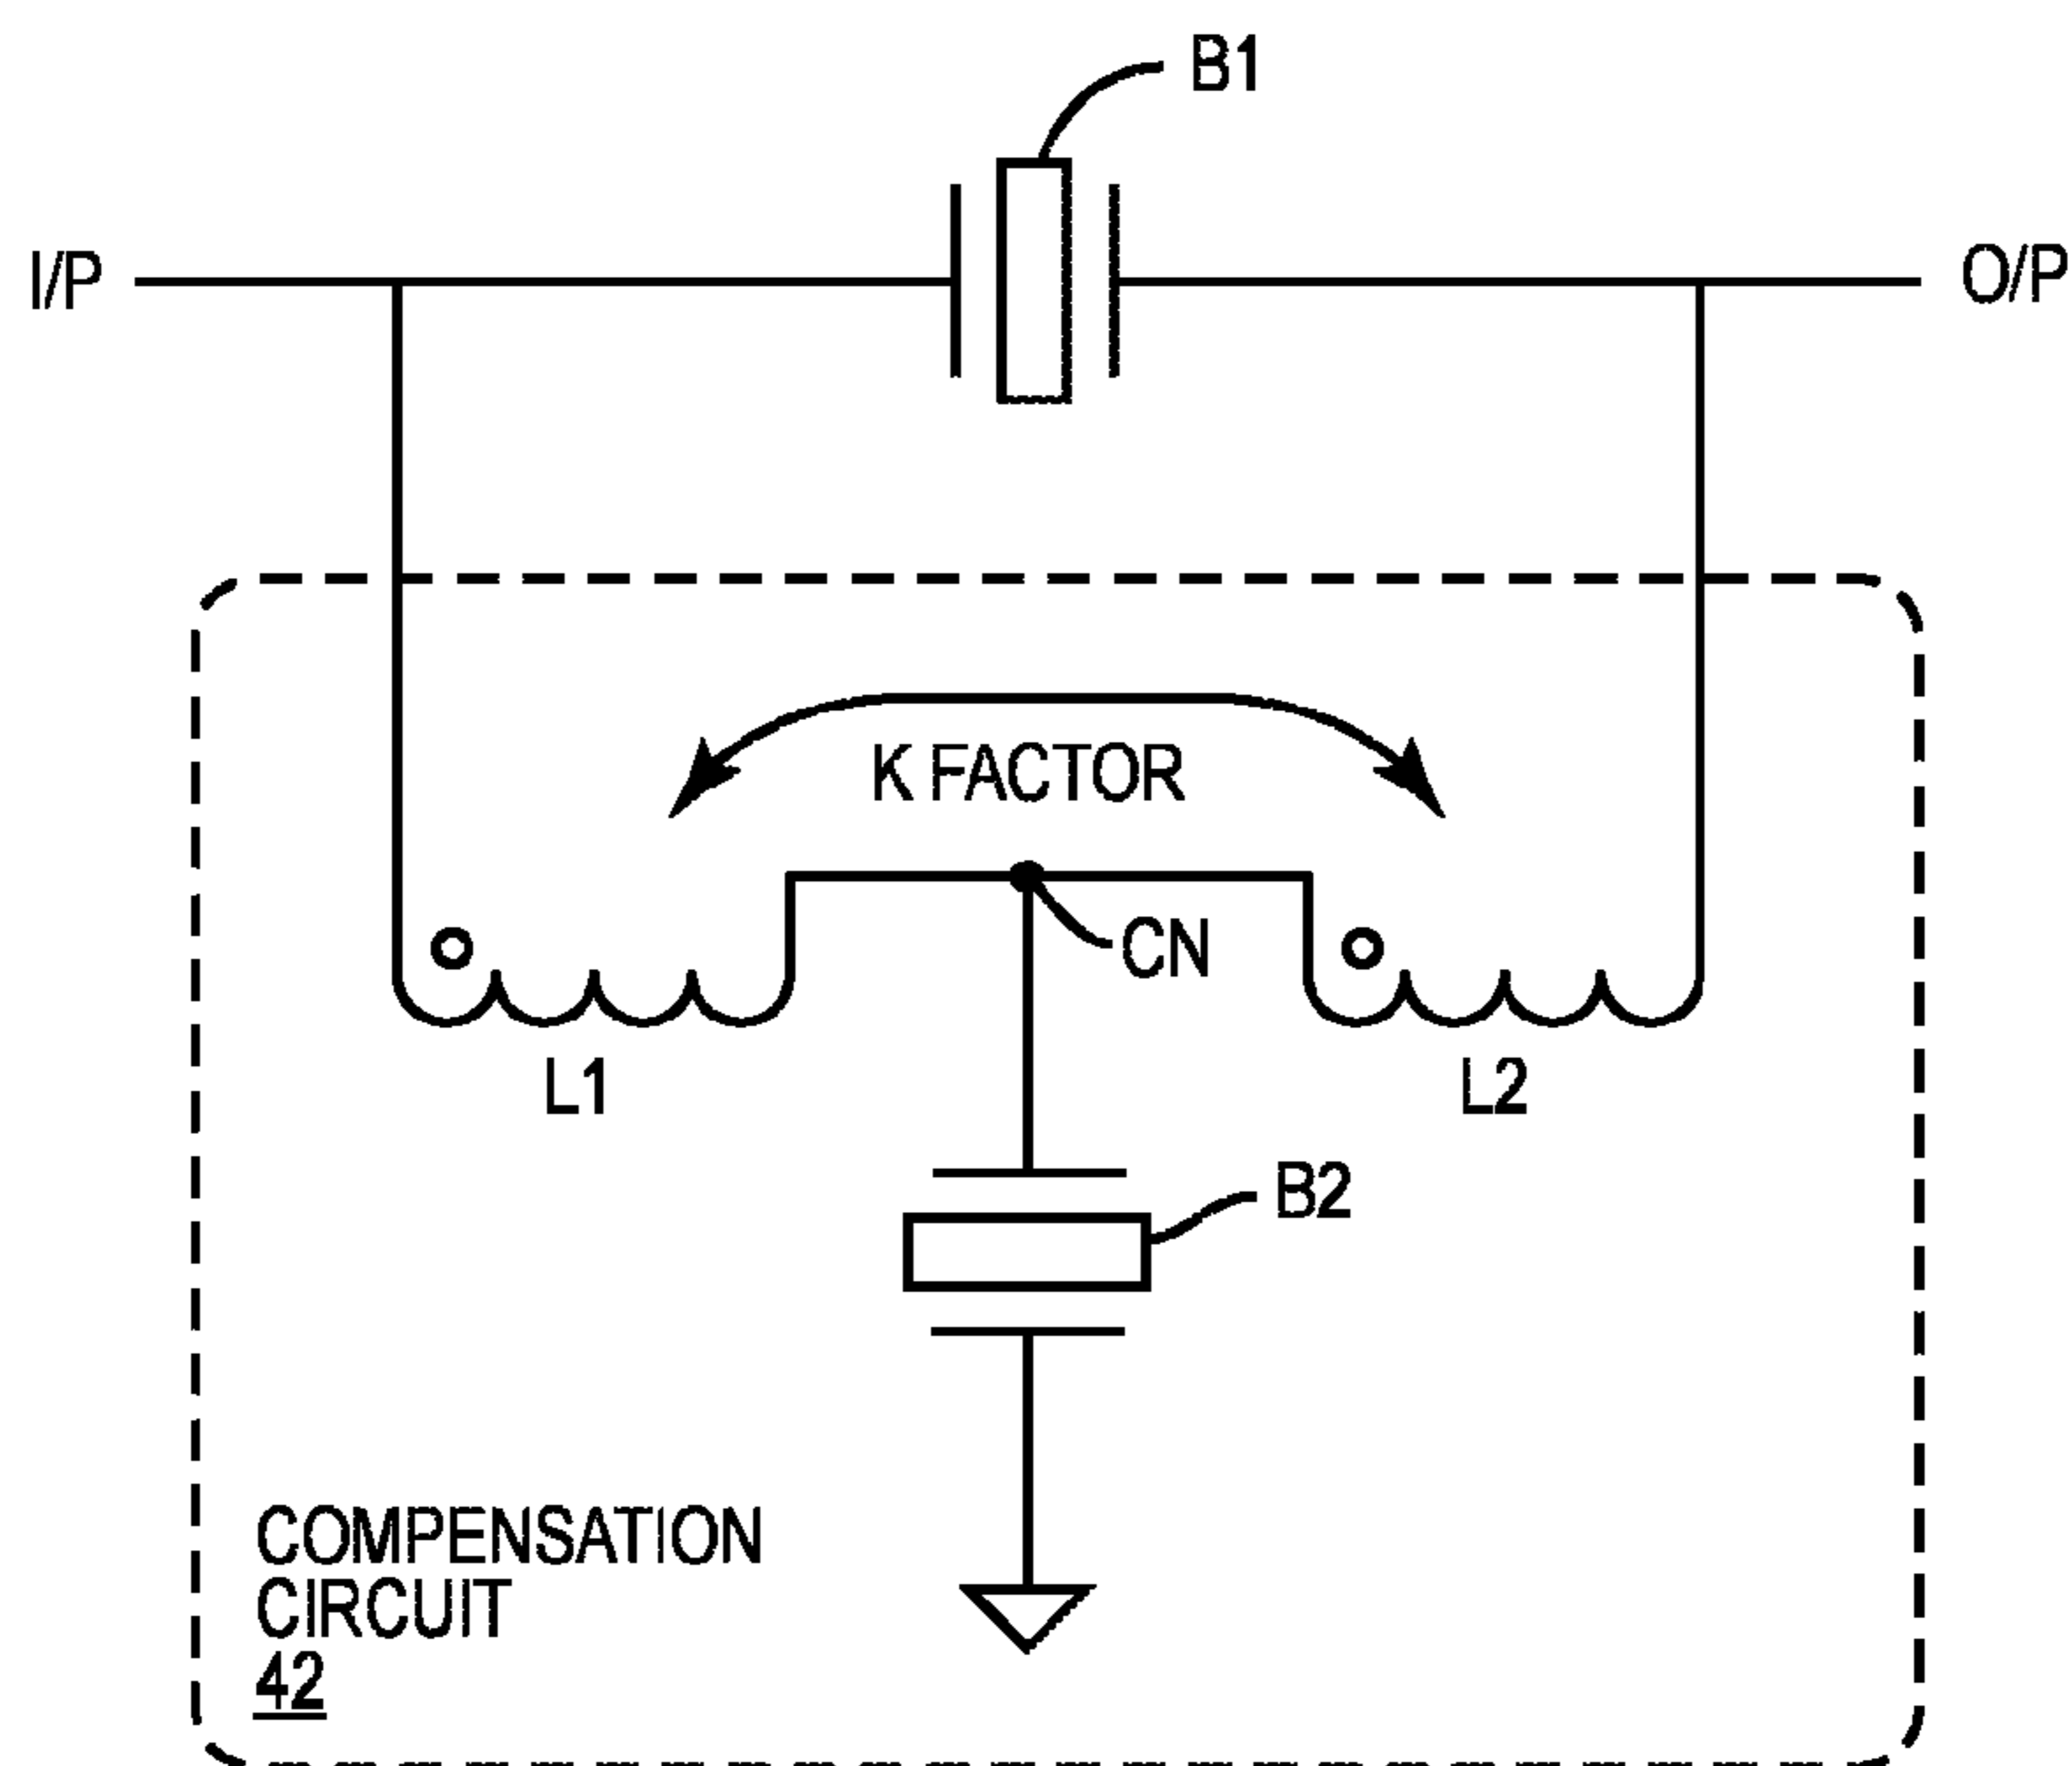 B1
I/P
O/P
K FACTOR
CN
L1
L2
B2
COMPENSATION
CIRCUIT
42